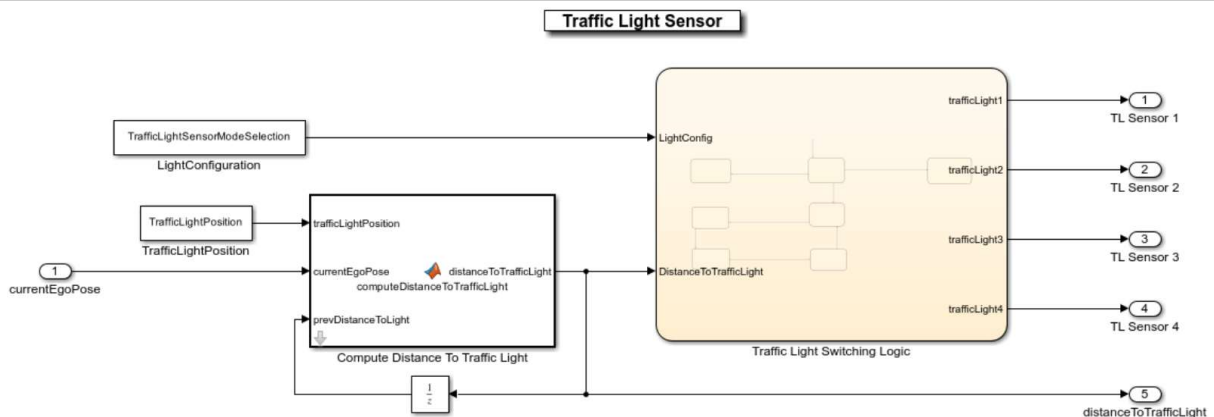 Traffic Light Sensor
trafficLight1
1
TL Sensor 1
TrafficLightSensorModeSelection
LightConfiguration
LightConfig
trafficLight2
2
TL Sensor 2
TrafficLightPosition
TrafficLightPosition
trafficLightPosition
trafficLight3
3
TL Sensor 3
1
currentEgoPose
currentEgoPose
distanceToTrafficLight
computeDistanceToTrafficLight
DistanceToTrafficLight
prevDistanceToLight
trafficLight4
4
TL Sensor 4
Compute Distance To Traffic Light
Traffic Light Switching Logic
1
z
5
distanceToTrafficLight